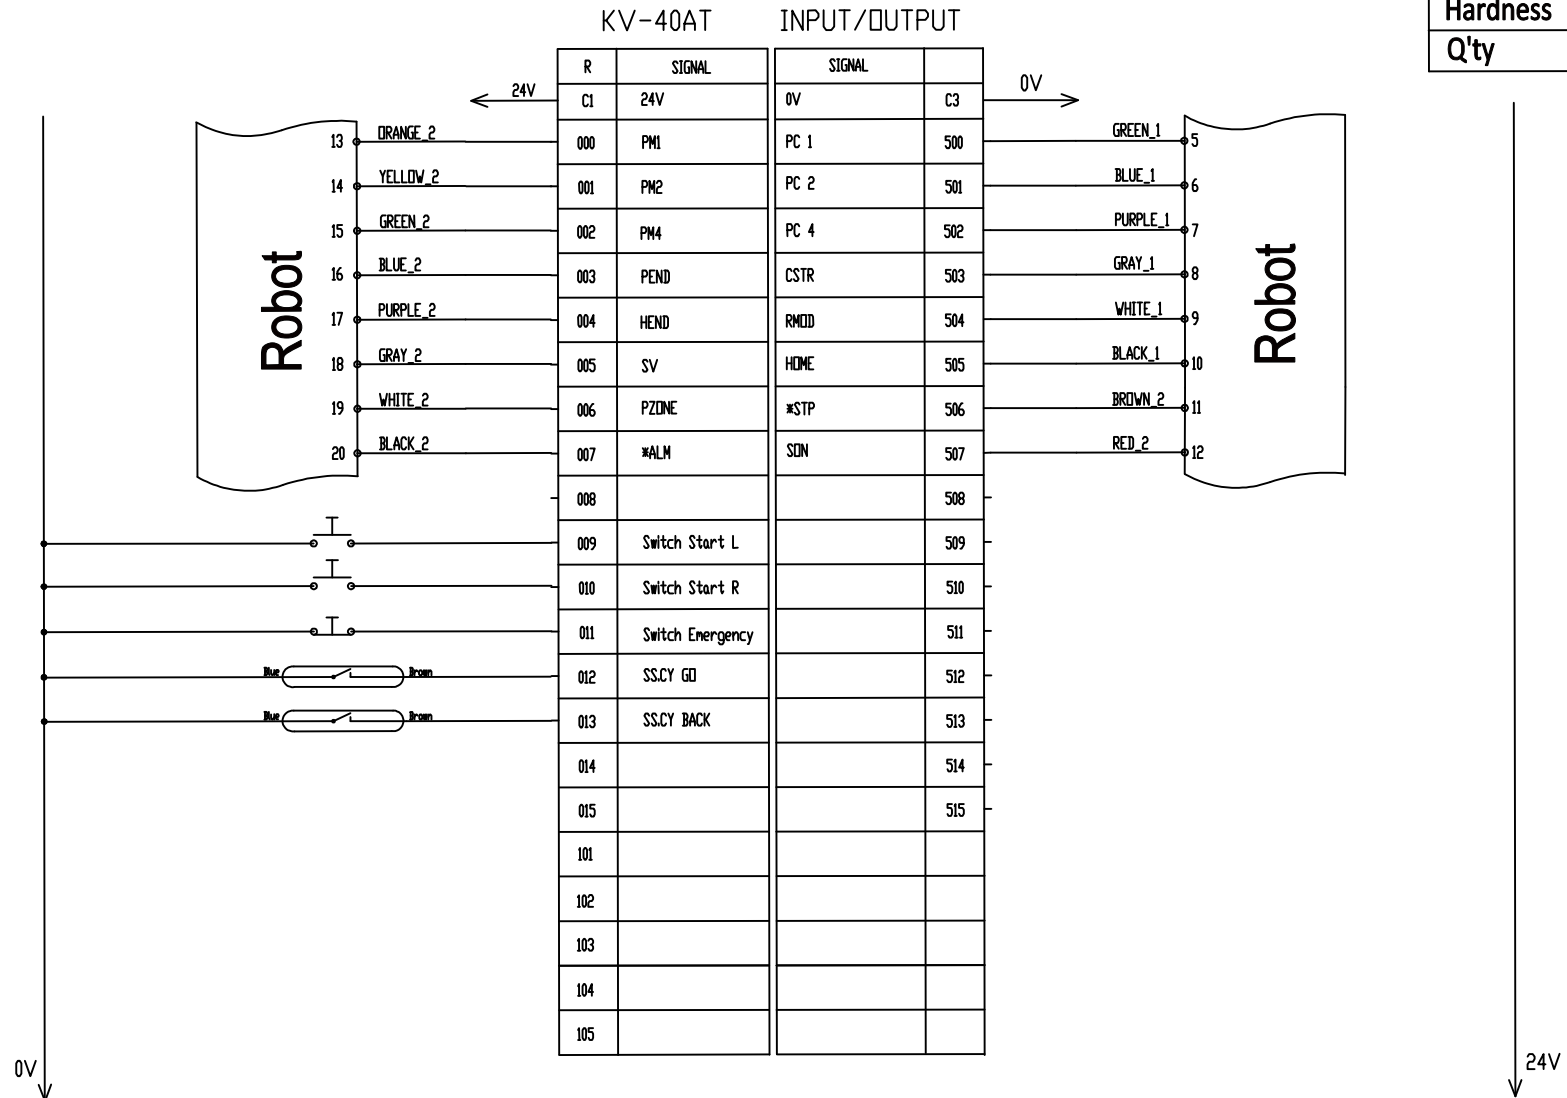 KV-40AT INPUT/OUTPUT
Hardness
Q'ty
R SIGNAL SIGNAL
24V C1 24V 0V C3 0V
13 ORANGE_2 000 PM1 PC 1 500 GREEN_1 5
14 YELLOW_2 001 PM2 PC 2 501 BLUE_1 6
15 GREEN_2 002 PM4 PC 4 502 PURPLE_1 7
16 BLUE_2 003 PEND CSTR 503 GRAY_1 8
17 PURPLE_2 004 HEND RMOD 504 WHITE_1 9
18 GRAY_2 005 SV HOME 505 BLACK_1 10
19 WHITE_2 006 PZONE *STP 506 BROWN_2 11
20 BLACK_2 007 *ALM SON 507 RED_2 12
Robot
Robot
008 508
009 Switch Start L 509
010 Switch Start R 510
011 Switch Emergency 511
Blue Brown 012 SS.CY GO 512
Blue Brown 013 SS.CY BACK 513
014 514
015 515
101
102
103
104
105
0V 24V